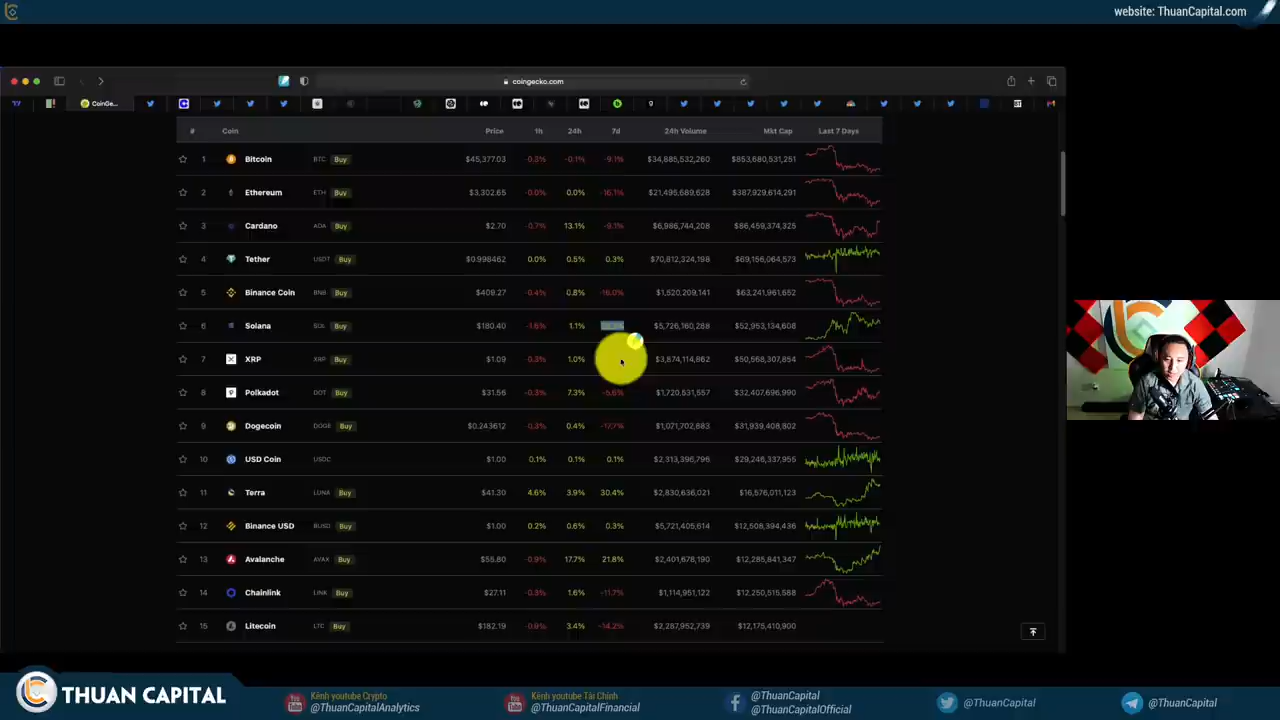 website: ThuanCapital.com
coingecko.com
CoinGe...
# Coin Price 1h 24h 7d 24h Volume Mkt Cap Last 7 Days
1 Bitcoin BTC Buy $45,377.03 -0.3% -0.1% -9.1% $34,885,532,260 $853,680,531,251
2 Ethereum ETH Buy $3,302.65 -0.0% 0.0% -16.1% $21,495,689,628 $387,929,614,291
3 Cardano ADA Buy $2.70 -0.7% 13.1% -9.1% $6,986,744,208 $86,459,374,325
4 Tether USDT Buy $0.998462 0.0% 0.5% 0.3% $70,812,324,198 $69,156,064,573
5 Binance Coin BNB Buy $409.27 -0.4% 0.8% -16.0% $1,520,209,141 $63,241,961,652
6 Solana SOL Buy $180.40 -1.6% 1.1% $5,726,160,288 $52,953,134,608
7 XRP XRP Buy $1.09 -0.3% 1.0% $3,874,114,862 $50,568,307,854
8 Polkadot DOT Buy $31.56 -0.3% 7.3% -5.6% $1,720,531,557 $32,407,696,990
9 Dogecoin DOGE Buy $0.243612 -0.3% 0.4% -17.7% $1,071,702,883 $31,939,408,802
10 USD Coin USDC $1.00 0.1% 0.1% 0.1% $2,313,396,796 $29,246,337,955
11 Terra LUNA Buy $41.30 4.6% 3.9% 30.4% $2,830,636,021 $16,576,011,123
12 Binance USD BUSD Buy $1.00 0.2% 0.6% 0.3% $5,721,405,614 $12,508,394,436
13 Avalanche AVAX Buy $55.80 -0.9% 17.7% 21.8% $2,401,678,190 $12,285,841,347
14 Chainlink LINK Buy $27.11 -0.3% 1.6% -11.7% $1,114,951,122 $12,250,515,588
15 Litecoin LTC Buy $182.19 -0.9% 3.4% -14.2% $2,287,952,739 $12,175,410,900
THUAN CAPITAL
Kênh youtube Crypto
@ThuanCapitalAnalytics
Kênh youtube Tài Chính
@ThuanCapitalFinancial
@ThuanCapital
@ThuanCapitalOfficial
@ThuanCapital
@ThuanCapital